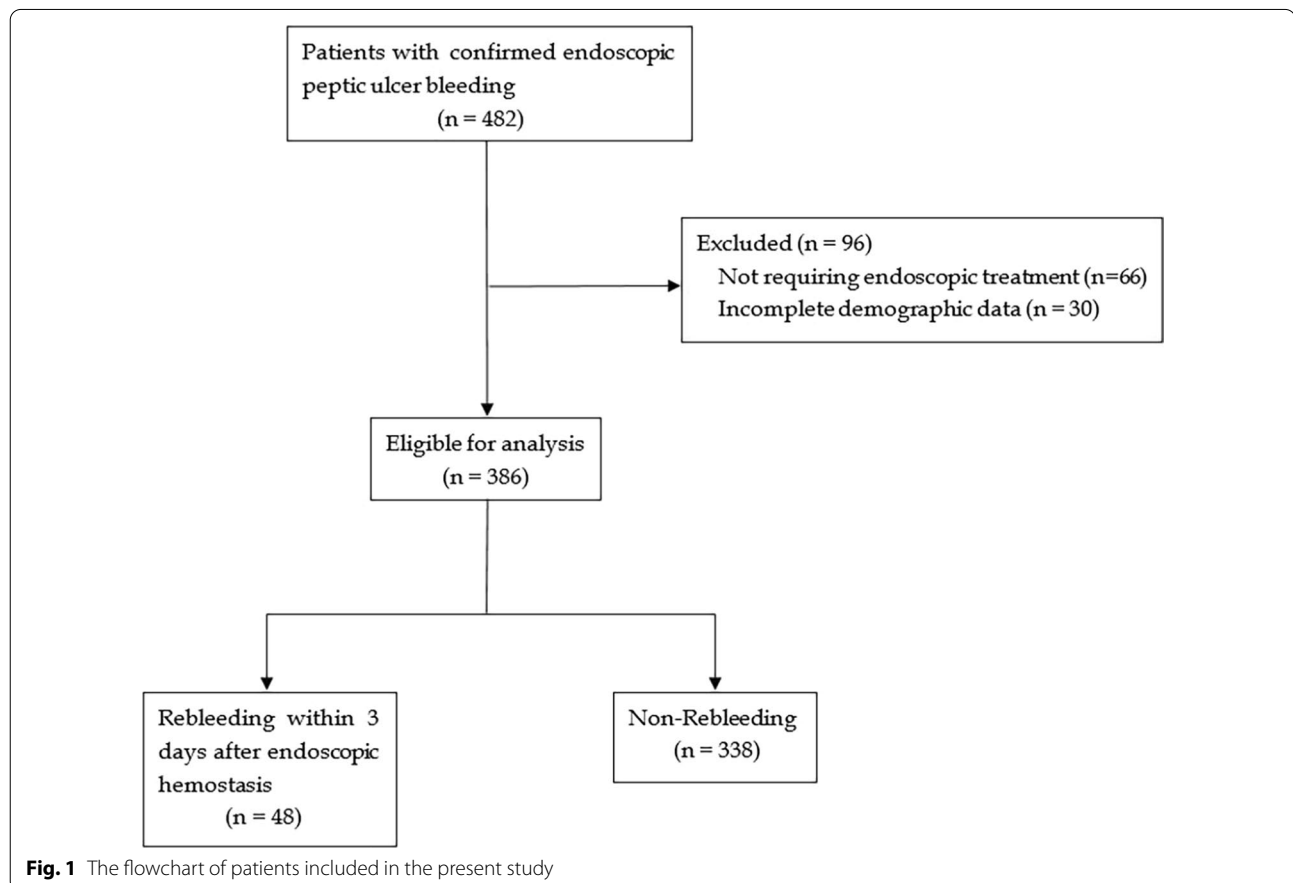 Patients with confirmed endoscopic
peptic ulcer bleeding
(n = 482)
Excluded (n = 96)
Not requiring endoscopic treatment (n=66)
Incomplete demographic data (n = 30)
Eligible for analysis
(n = 386)
Rebleeding within 3
days after endoscopic
hemostasis
(n = 48)
Non-Rebleeding
(n = 338)
Fig. 1 The flowchart of patients included in the present study